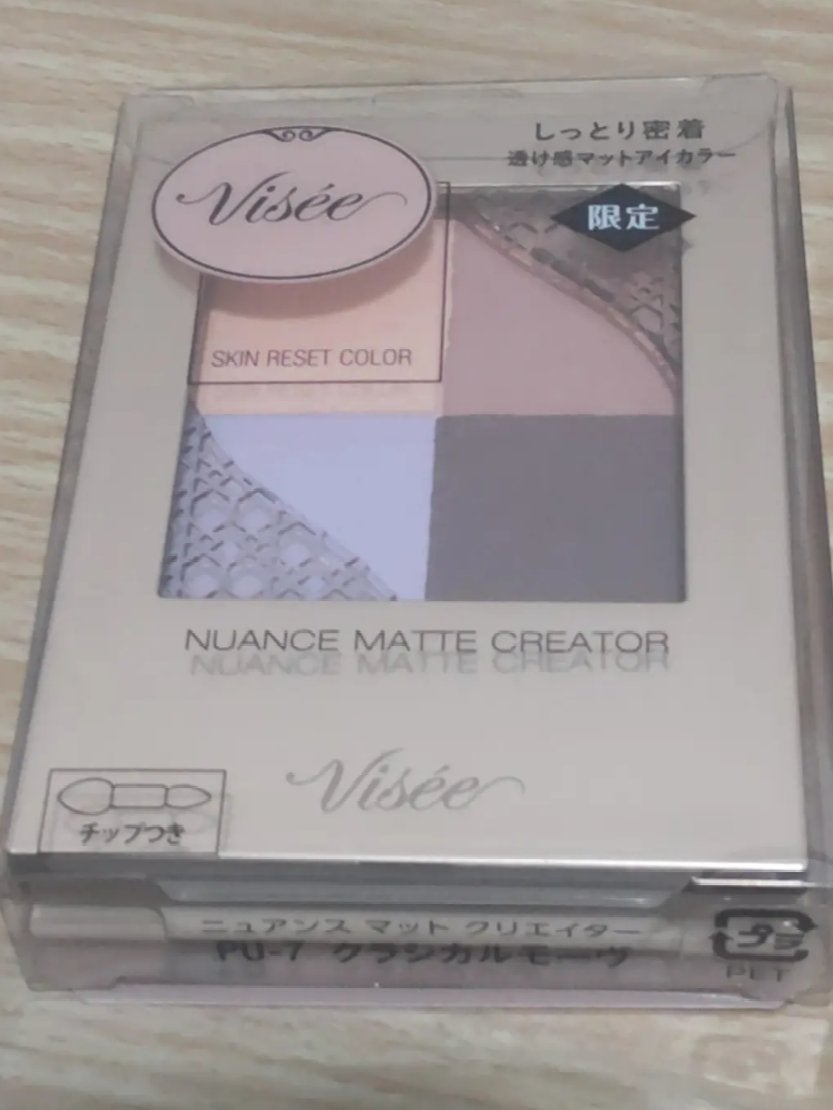 しっとり密着
透け感マットアイカラー
Visée
限定
SKIN RESET COLOR
NUANCE MATTE CREATOR
Visée
チップつき
ニュアンス マット クリエイター
PU-7 クラシカルモーヴ
プラ
PET